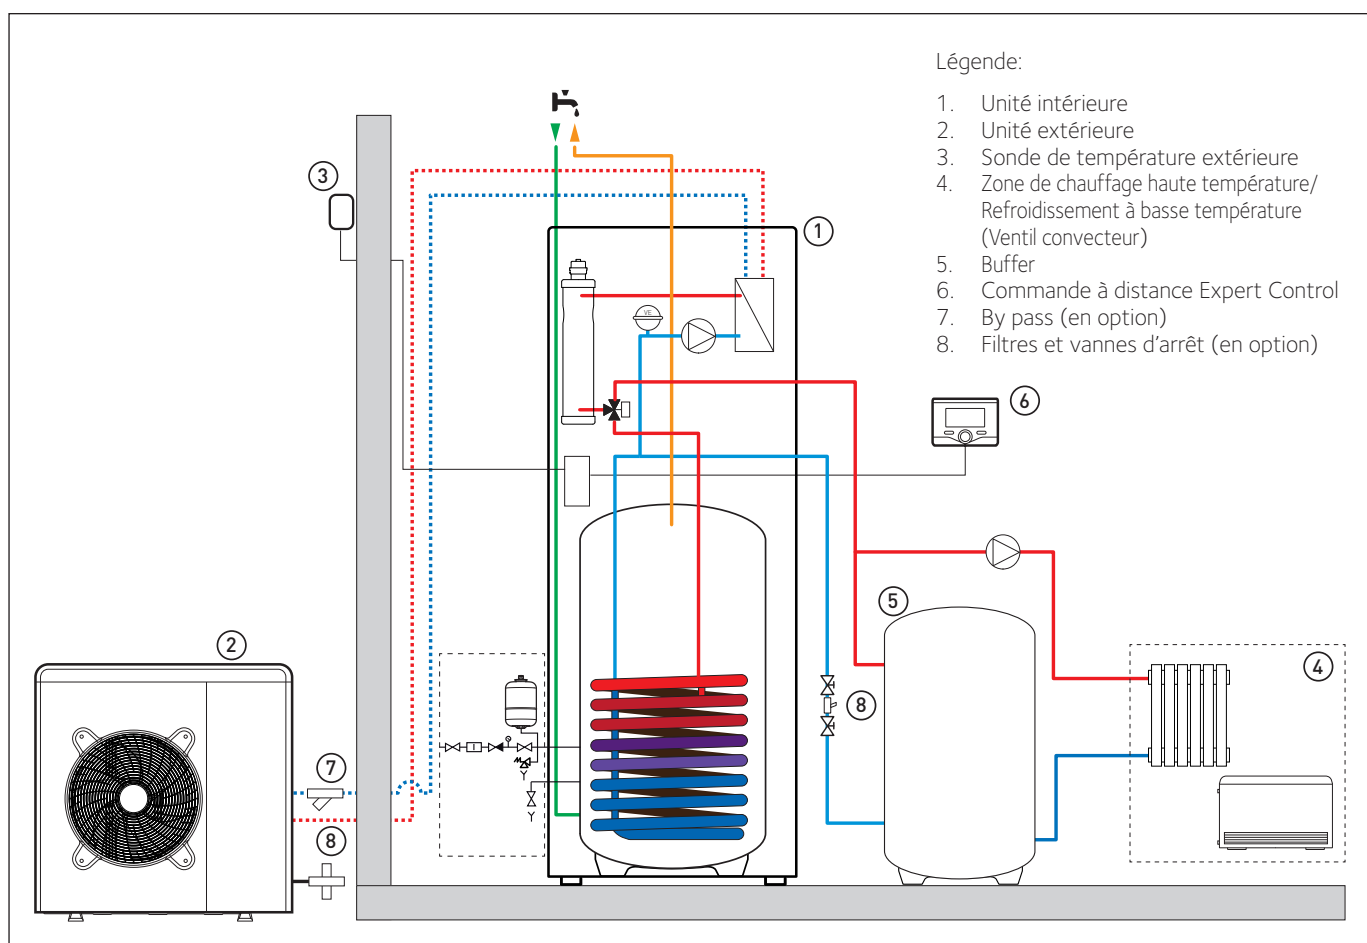 Légende:
1. Unité intérieure
2. Unité extérieure
3. Sonde de température extérieure
4. Zone de chauffage haute température/
Refroidissement à basse température
(Ventil convecteur)
5. Buffer
6. Commande à distance Expert Control
7. By pass (en option)
8. Filtres et vannes d’arrêt (en option)
3
1
VE
6
5
2
4
8
7
8